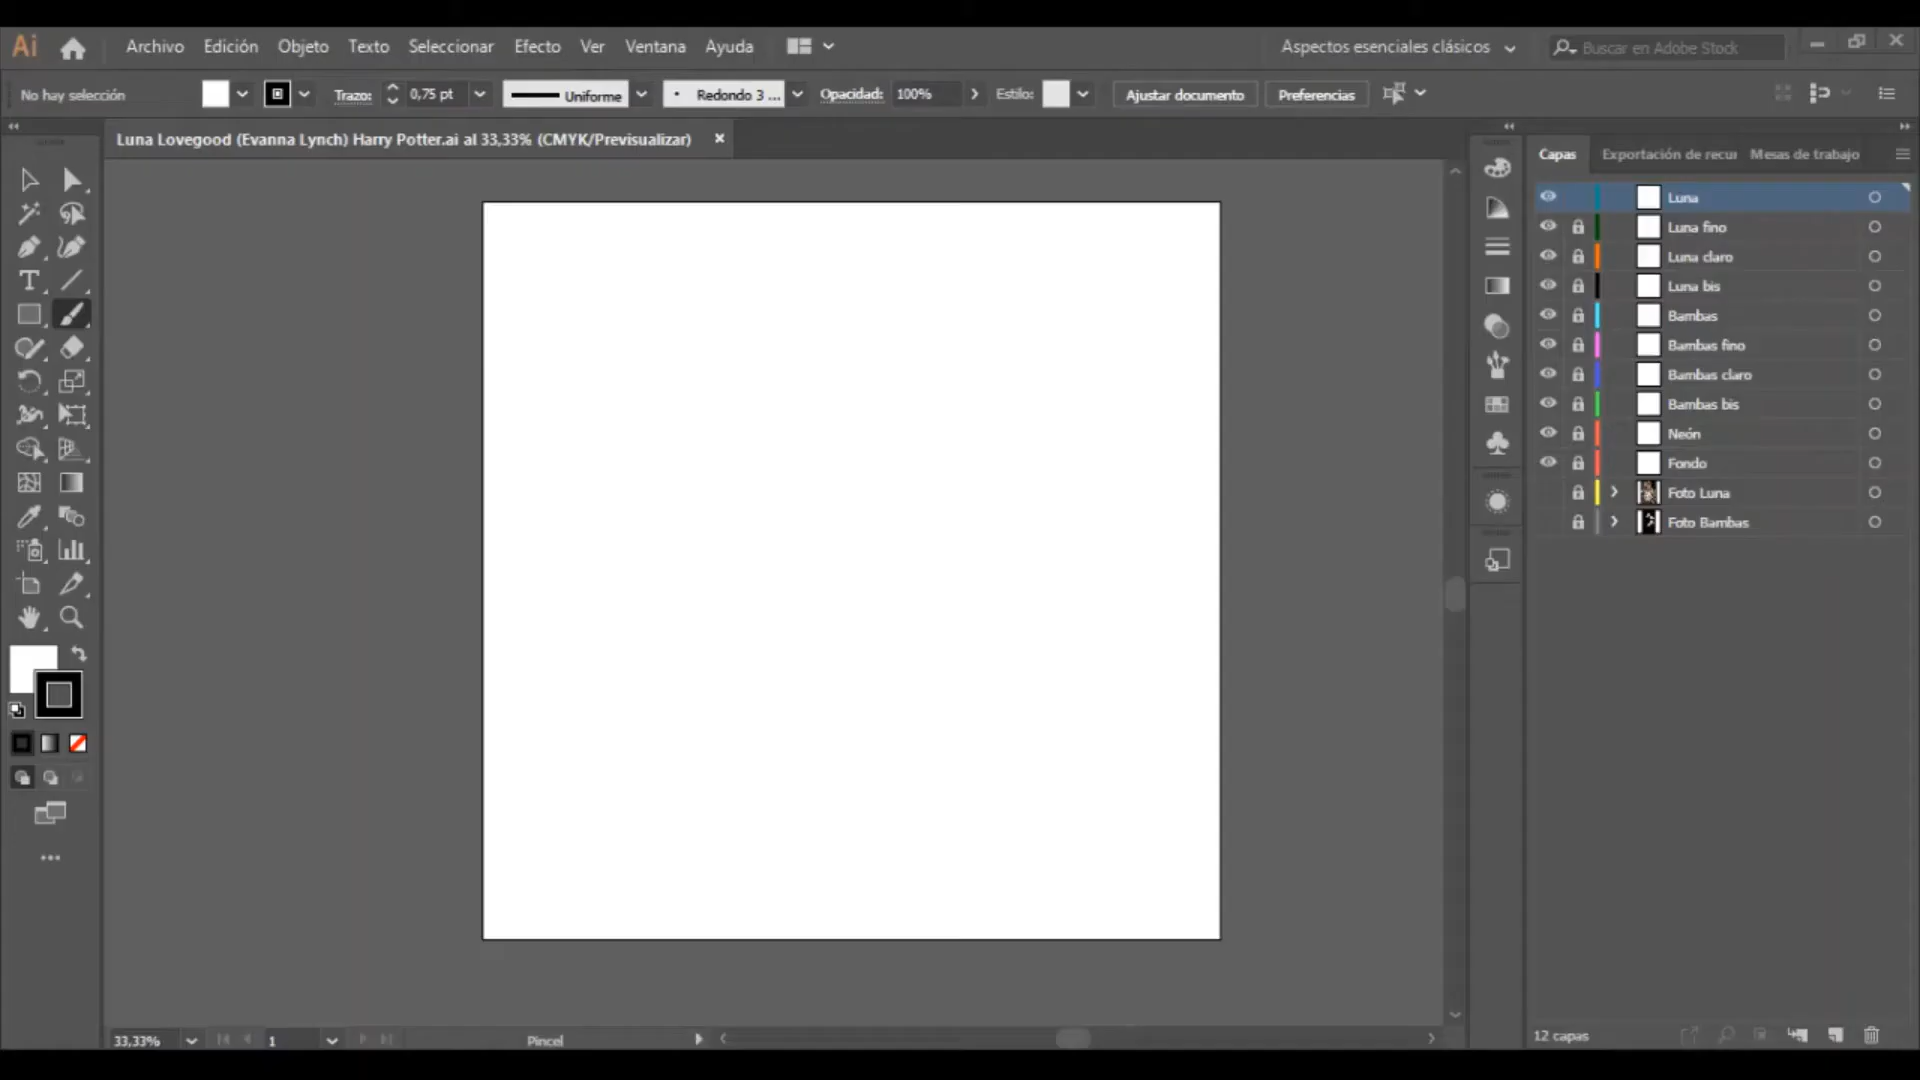 Ai Archivo Edición Objeto Texto Seleccionar Efecto Ver Ventana Ayuda Aspectos esenciales clásicos Buscar en Adobe Stock
No hay selección Trazo: 0,75 pt Uniforme Redondo 3 ... Opacidad: 100% Estilo: Ajustar documento Preferencias
Luna Lovegood (Evanna Lynch) Harry Potter.ai al 33,33% (CMYK/Previsualizar)
Capas Exportación de recur Mesas de trabajo
Luna
Luna fino
Luna claro
Luna bis
Bambas
Bambas fino
Bambas claro
Bambas bis
Neón
Fondo
Foto Luna
Foto Bambas
33,33% 1 Pincel
12 capas